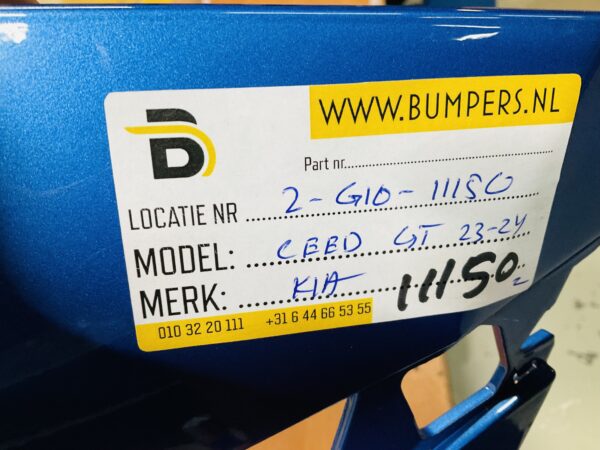 B
WWW.BUMPERS.NL
Part nr.
LOCATIE NR 2-G10-11150
MODEL: CEED GT 23-24
MERK: KIA 11150
2
010 32 20 111 +31 6 44 66 53 55